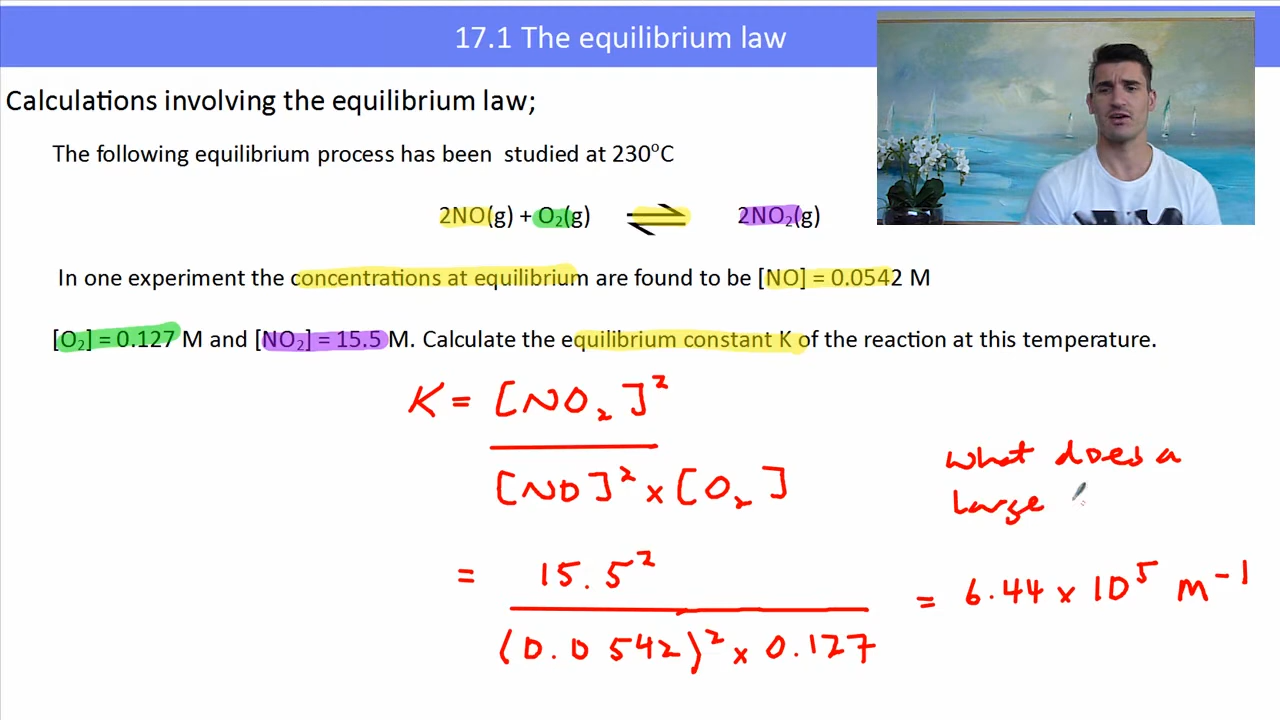 17.1 The equilibrium law
Calculations involving the equilibrium law;
The following equilibrium process has been studied at 230°C
2NO(g) + O₂(g) ⇌ 2NO₂(g)
In one experiment the concentrations at equilibrium are found to be [NO] = 0.0542 M
[O₂] = 0.127 M and [NO₂] = 15.5 M. Calculate the equilibrium constant K of the reaction at this temperature.
K = [NO₂]²
[NO]² × [O₂]
what does a
large
= 15.5²
(0.0542)² × 0.127
= 6.44 × 10⁵ M⁻¹